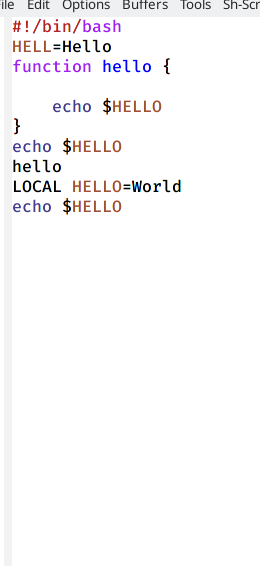 File Edit Options Buffers Tools Sh-Scr
#!/bin/bash
HELL=Hello
function hello {
echo $HELLO
}
echo $HELLO
hello
LOCAL HELLO=World
echo $HELLO